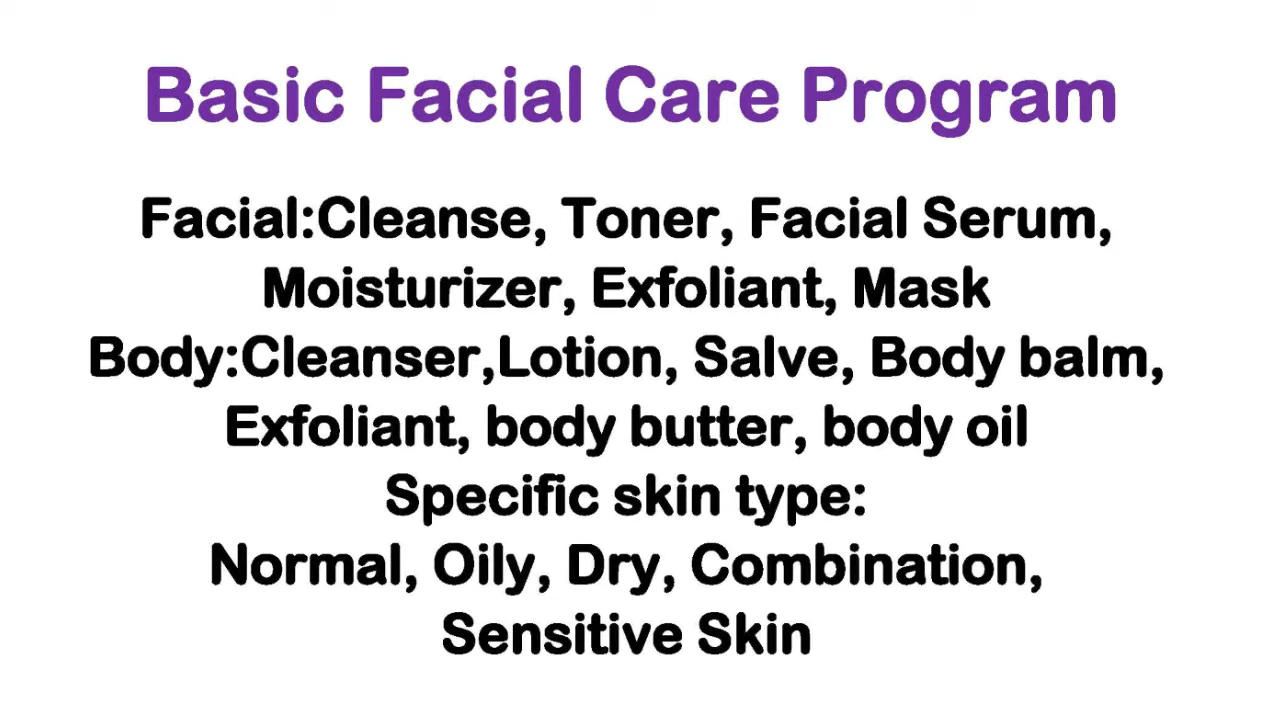 Basic Facial Care Program
Facial:Cleanse, Toner, Facial Serum,
Moisturizer, Exfoliant, Mask
Body:Cleanser,Lotion, Salve, Body balm,
Exfoliant, body butter, body oil
Specific skin type:
Normal, Oily, Dry, Combination,
Sensitive Skin